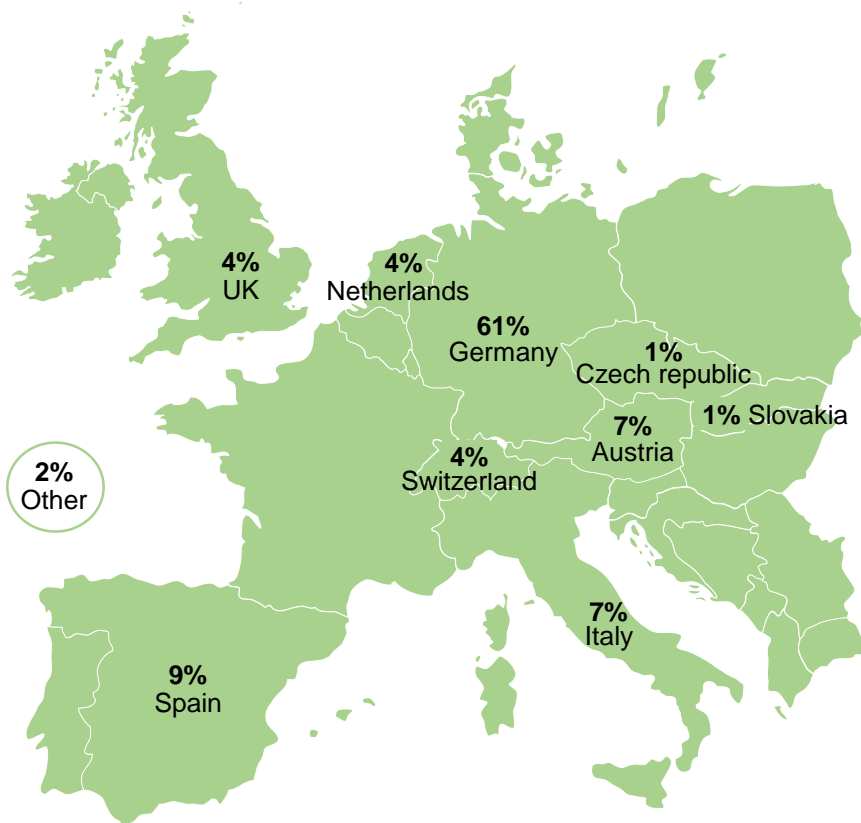 4%
UK
4%
Netherlands
61%
Germany
1%
Czech republic
1% Slovakia
7%
Austria
4%
Switzerland
2%
Other
7%
Italy
9%
Spain